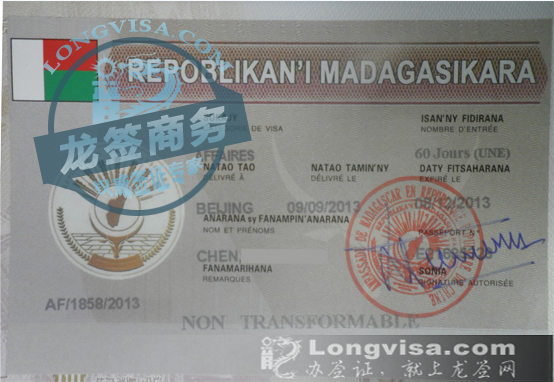 LONGVISA.COM
REPOBLIKAN'I MADAGASIKARA
龙签商务
ISAN'NY FIDIRANA
DE VISA
NOMBRE D'ENTRÉE
AFFAIRES
60 Jours (UNE)
NATAO TAO
NATAO TAMIN'NY
DATY FITSAHARANA
DÉLIVRÉ À
DÉLIVRÉ LE
EXPIRÉ LE
BEIJING
09/09/2013
08/12/2013
ANARANA sy FANAMPIN'ANARANA
PASSEPORT N°
NOM ET PRÉNOMS
CHEN,
FANAMARIHANA
SONIA
REMARQUES
SIGNATURE AUTORISÉE
AF/1858/2013
NON TRANSFORMABLE
Longvisa.com
办签证、就上龙签网